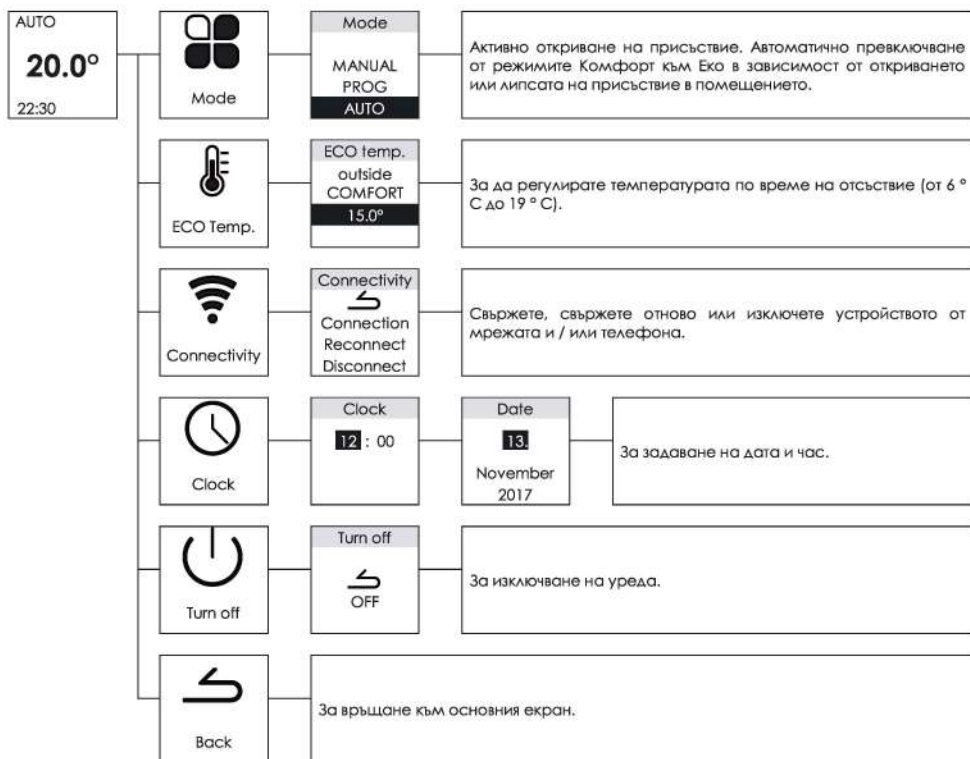 AUTO
20.0°
22:30
Mode
Mode
MANUAL
PROG
AUTO
Активно откриване на присъствие. Автоматично превключване
от режимите Комфорт към Еко в зависимост от откриването
или липсата на присъствие в помещението.
ECO Temp.
ECO temp.
outside
COMFORT
15.0°
За да регулирате температурата по време на отсъствие (от 6 °
C до 19 ° C).
Connectivity
Connectivity
Connection
Reconnect
Disconnect
Свържете, свържете отново или изключете устройството от
мрежата и / или телефона.
Clock
Clock
12 : 00
Date
13.
November
2017
За задаване на дата и час.
Turn off
Turn off
OFF
За изключване на уреда.
Back
За връщане към основния екран.